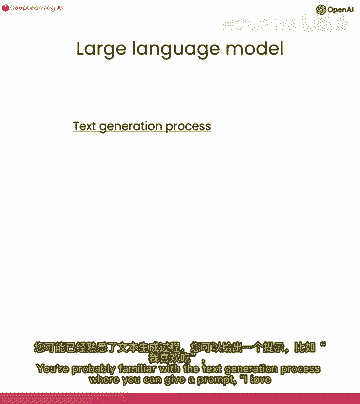 DeepLearning.AI
OpenAI
Large language model
Text generation process
您可能已经熟悉了文本生成过程，您可以给出一个提示，比如“
我喜欢吃”，
You're probably familiar with the text generation process
where you can give a prompt, "I love